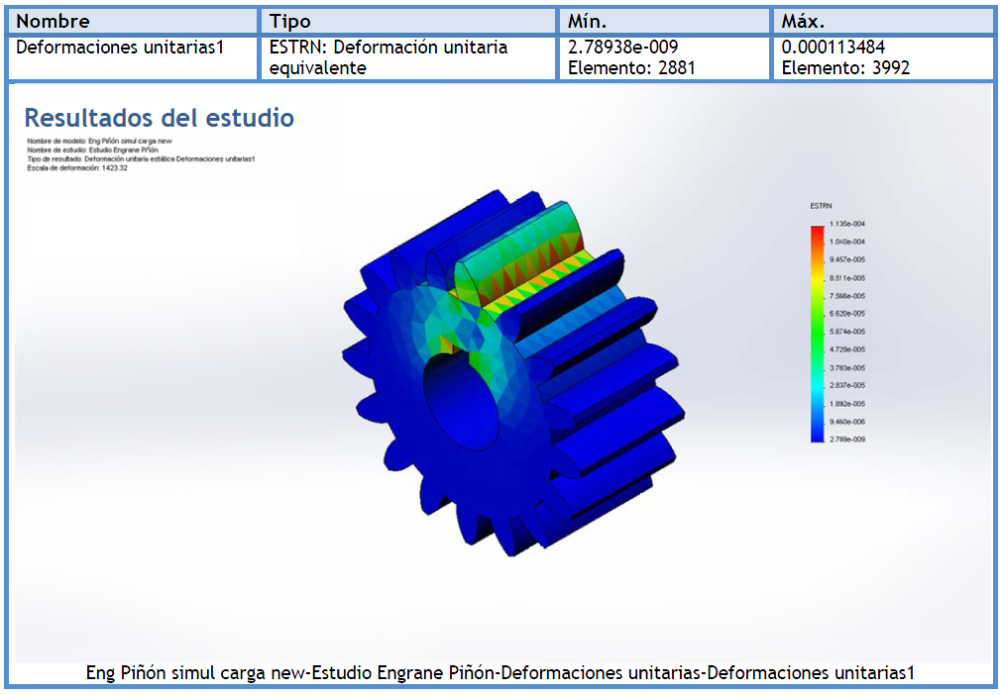 Nombre Tipo Mín. Máx.
Deformaciones unitarias1 ESTRN: Deformación unitaria equivalente 2.78938e-009 Elemento: 2881 0.000113484 Elemento: 3992
Resultados del estudio
Nombre de modelo: Eng Piñón simul carga new
Nombre de estudio: Estudio Engrane Piñón
Tipo de resultado: Deformación unitaria estática Deformaciones unitarias1
Escala de deformación: 1423.32
ESTRN
1.135e-004
1.040e-004
9.457e-005
8.511e-005
7.566e-005
6.620e-005
5.674e-005
4.729e-005
3.783e-005
2.837e-005
1.892e-005
9.460e-006
2.789e-009
Eng Piñón simul carga new-Estudio Engrane Piñón-Deformaciones unitarias-Deformaciones unitarias1